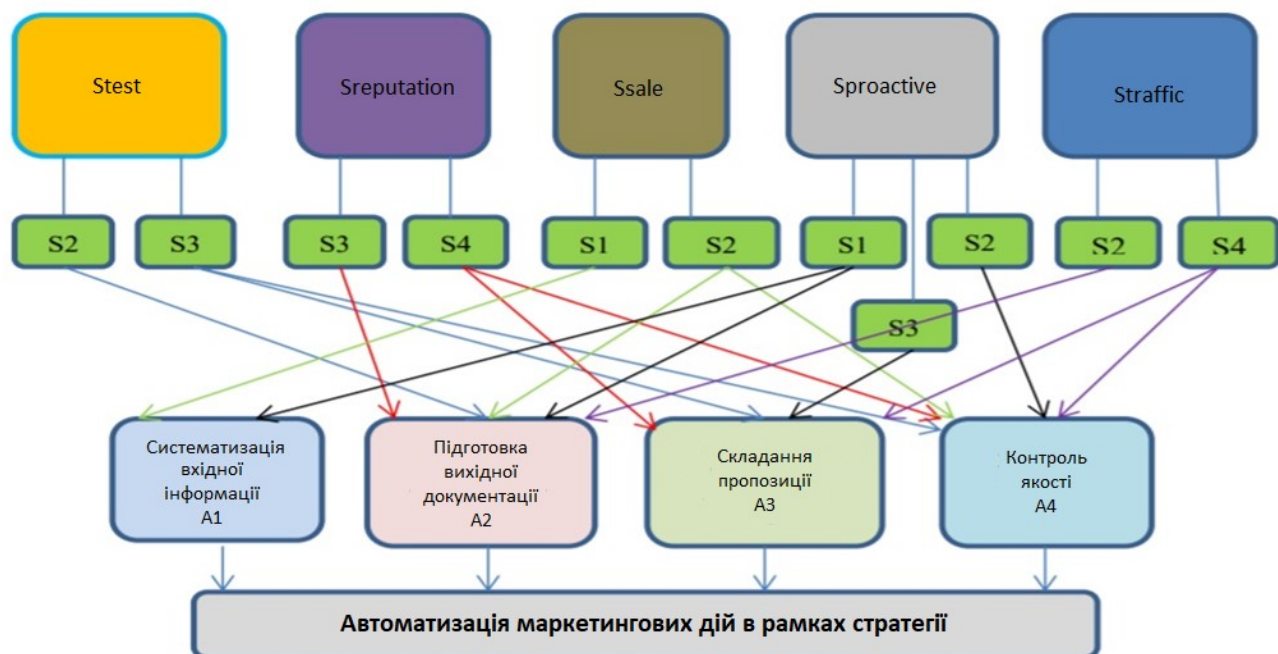 Stest
Sreputation
Ssale
Sproactive
Straffic
S2
S3
S3
S4
S1
S2
S1
S2
S2
S4
S3
Систематизація
вхідної
інформації
А1
Підготовка
вихідної
документації
А2
Складання
пропозиції
А3
Контроль
якості
А4
Автоматизація маркетингових дій в рамках стратегії